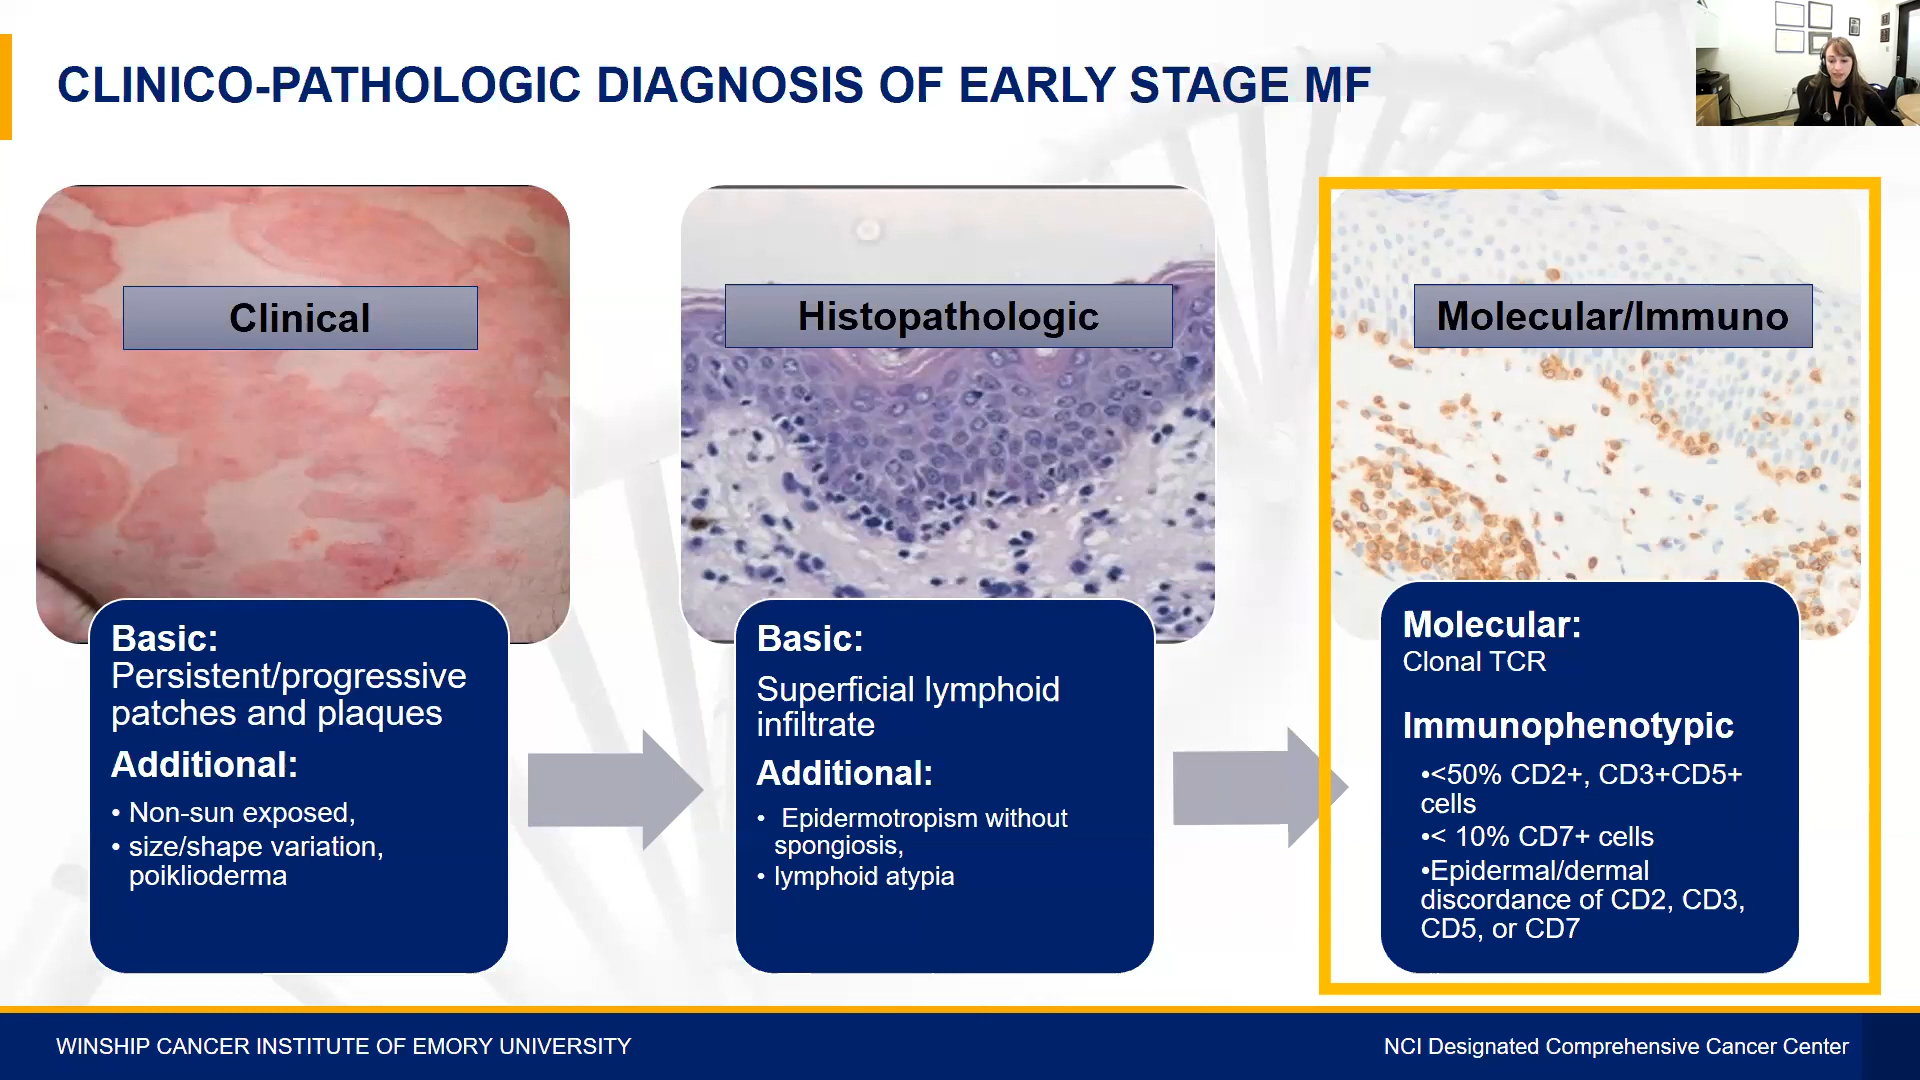 CLINICO-PATHOLOGIC DIAGNOSIS OF EARLY STAGE MF
Clinical
Basic:
Persistent/progressive
patches and plaques
Additional:
• Non-sun exposed,
• size/shape variation,
poiklioderma
Histopathologic
Basic:
Superficial lymphoid
infiltrate
Additional:
• Epidermotropism without
spongiosis,
• lymphoid atypia
Molecular/Immuno
Molecular:
Clonal TCR
Immunophenotypic
•<50% CD2+, CD3+CD5+
cells
•< 10% CD7+ cells
•Epidermal/dermal
discordance of CD2, CD3,
CD5, or CD7
WINSHIP CANCER INSTITUTE OF EMORY UNIVERSITY
NCI Designated Comprehensive Cancer Center